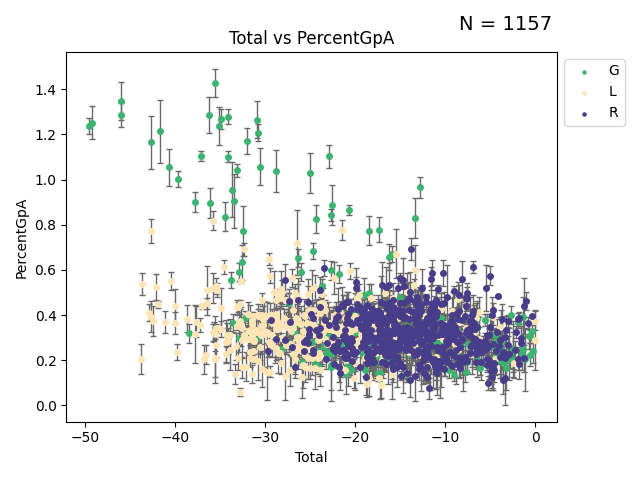 N = 1157
Total vs PercentGpA
G
L
R
PercentGpA
1.4
1.2
1.0
0.8
0.6
0.4
0.2
0.0
−50 −40 −30 −20 −10 0
Total